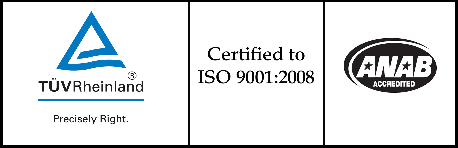 TÜVRheinland®
Precisely Right.
Certified to
ISO 9001:2008
ANAB
ACCREDITED